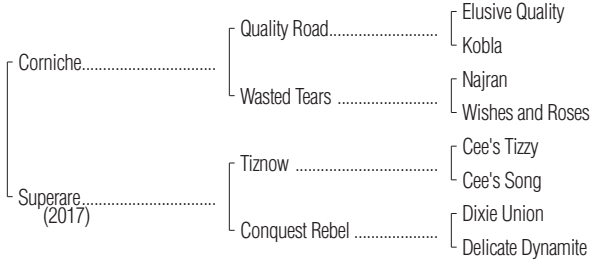 Elusive Quality
Quality Road
Kobla
Corniche
Najran
Wasted Tears
Wishes and Roses
Cee's Tizzy
Tiznow
Cee's Song
Superare
(2017)
Dixie Union
Conquest Rebel
Delicate Dynamite